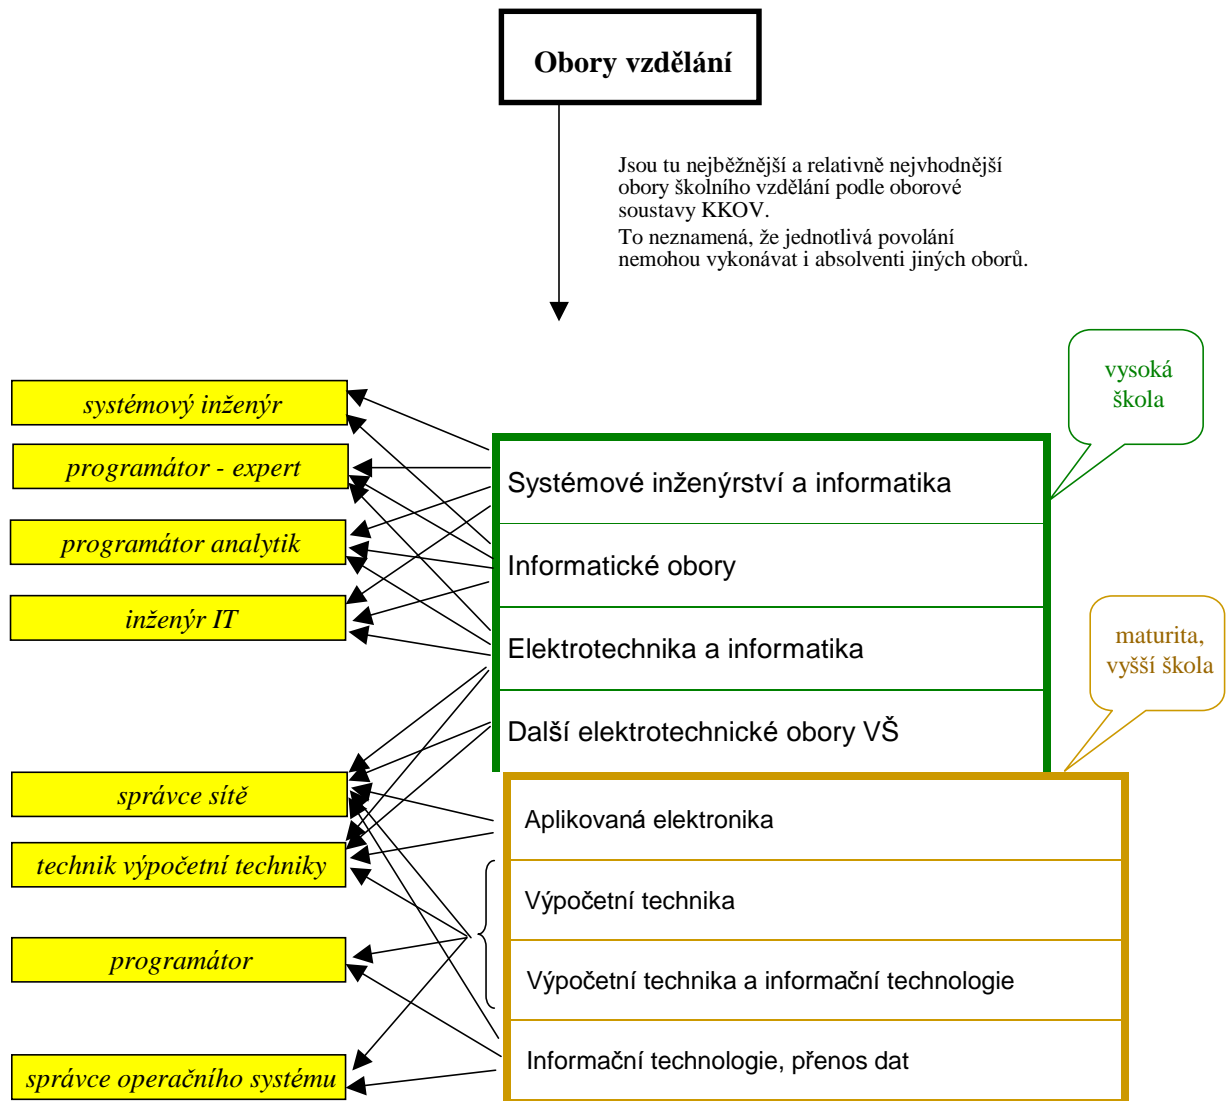 Obory vzdělání
Jsou tu nejběžnější a relativně nejvhodnější
obory školního vzdělání podle oborové
soustavy KKOV.
To neznamená, že jednotlivá povolání
nemohou vykonávat i absolventi jiných oborů.
vysoká
škola
systémový inženýr
programátor - expert
programátor analytik
inženýr IT
správce sítě
technik výpočetní techniky
programátor
správce operačního systému
Systémové inženýrství a informatika
Informatické obory
Elektrotechnika a informatika
Další elektrotechnické obory VŠ
maturita,
vyšší škola
Aplikovaná elektronika
Výpočetní technika
Výpočetní technika a informační technologie
Informační technologie, přenos dat